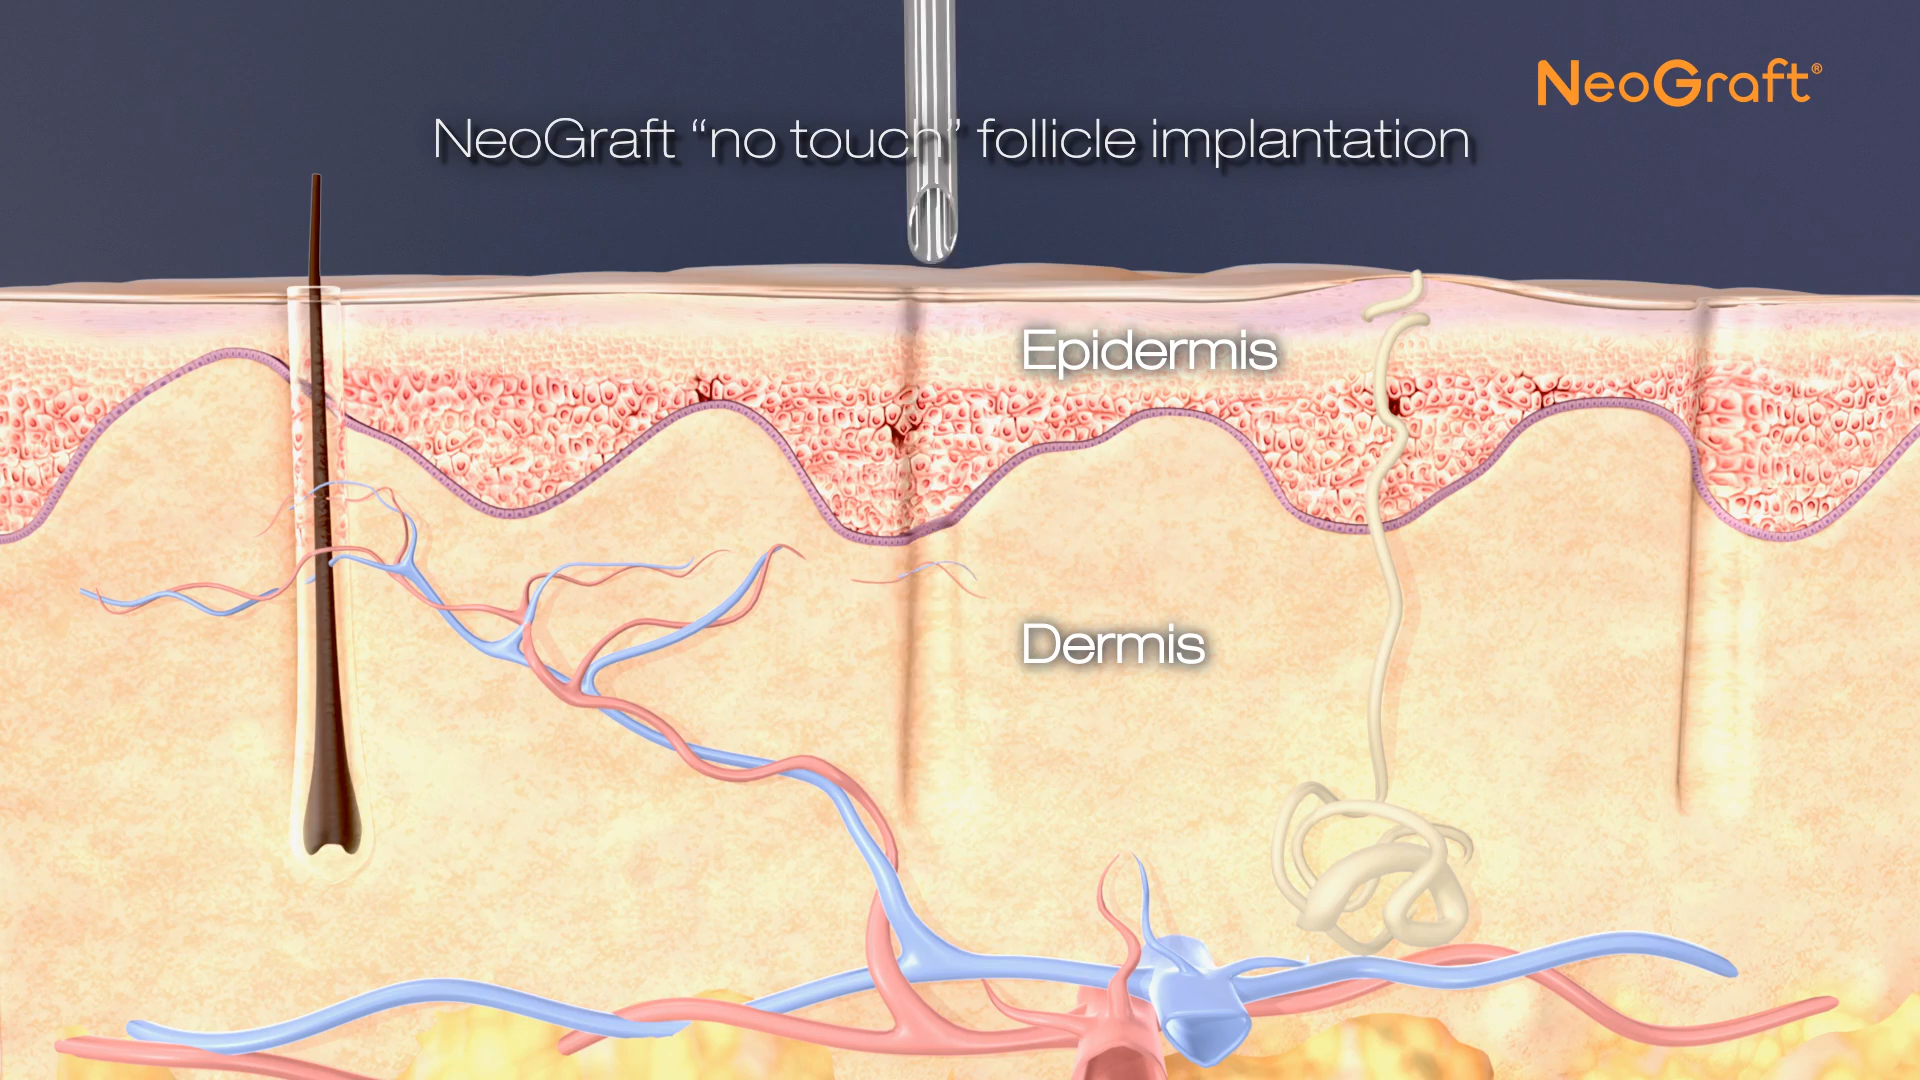 NeoGraft®
NeoGraft “no touch” follicle implantation
Epidermis
Dermis